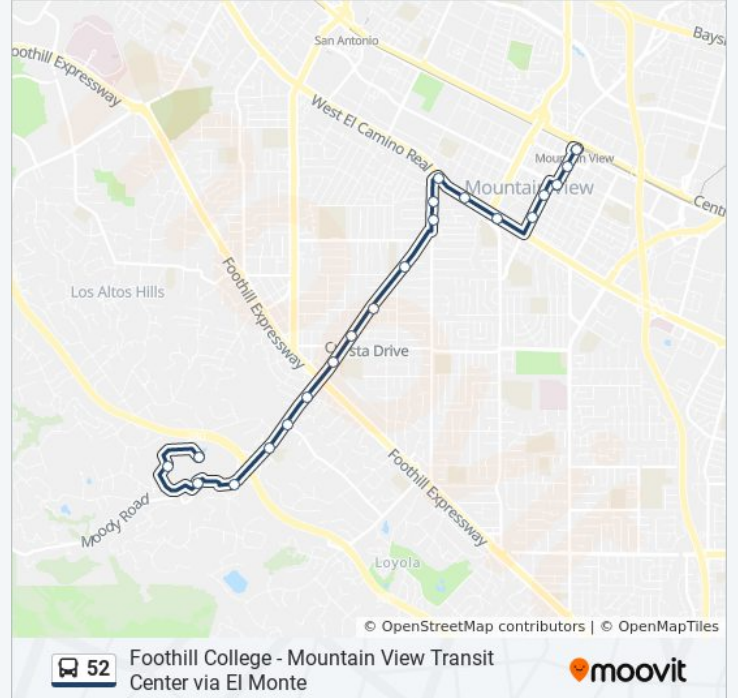 San Antonio
Baysh
oothill Expressway
West El Camino Real
Mountain View
Mountain View
Centr
Foothill Expressway
Los Altos Hills
Cuesta Drive
Foothill Expressway
Moody Road
Loyola
© OpenStreetMap contributors | © OpenMapTiles
52 Foothill College - Mountain View Transit
Center via El Monte
moovit